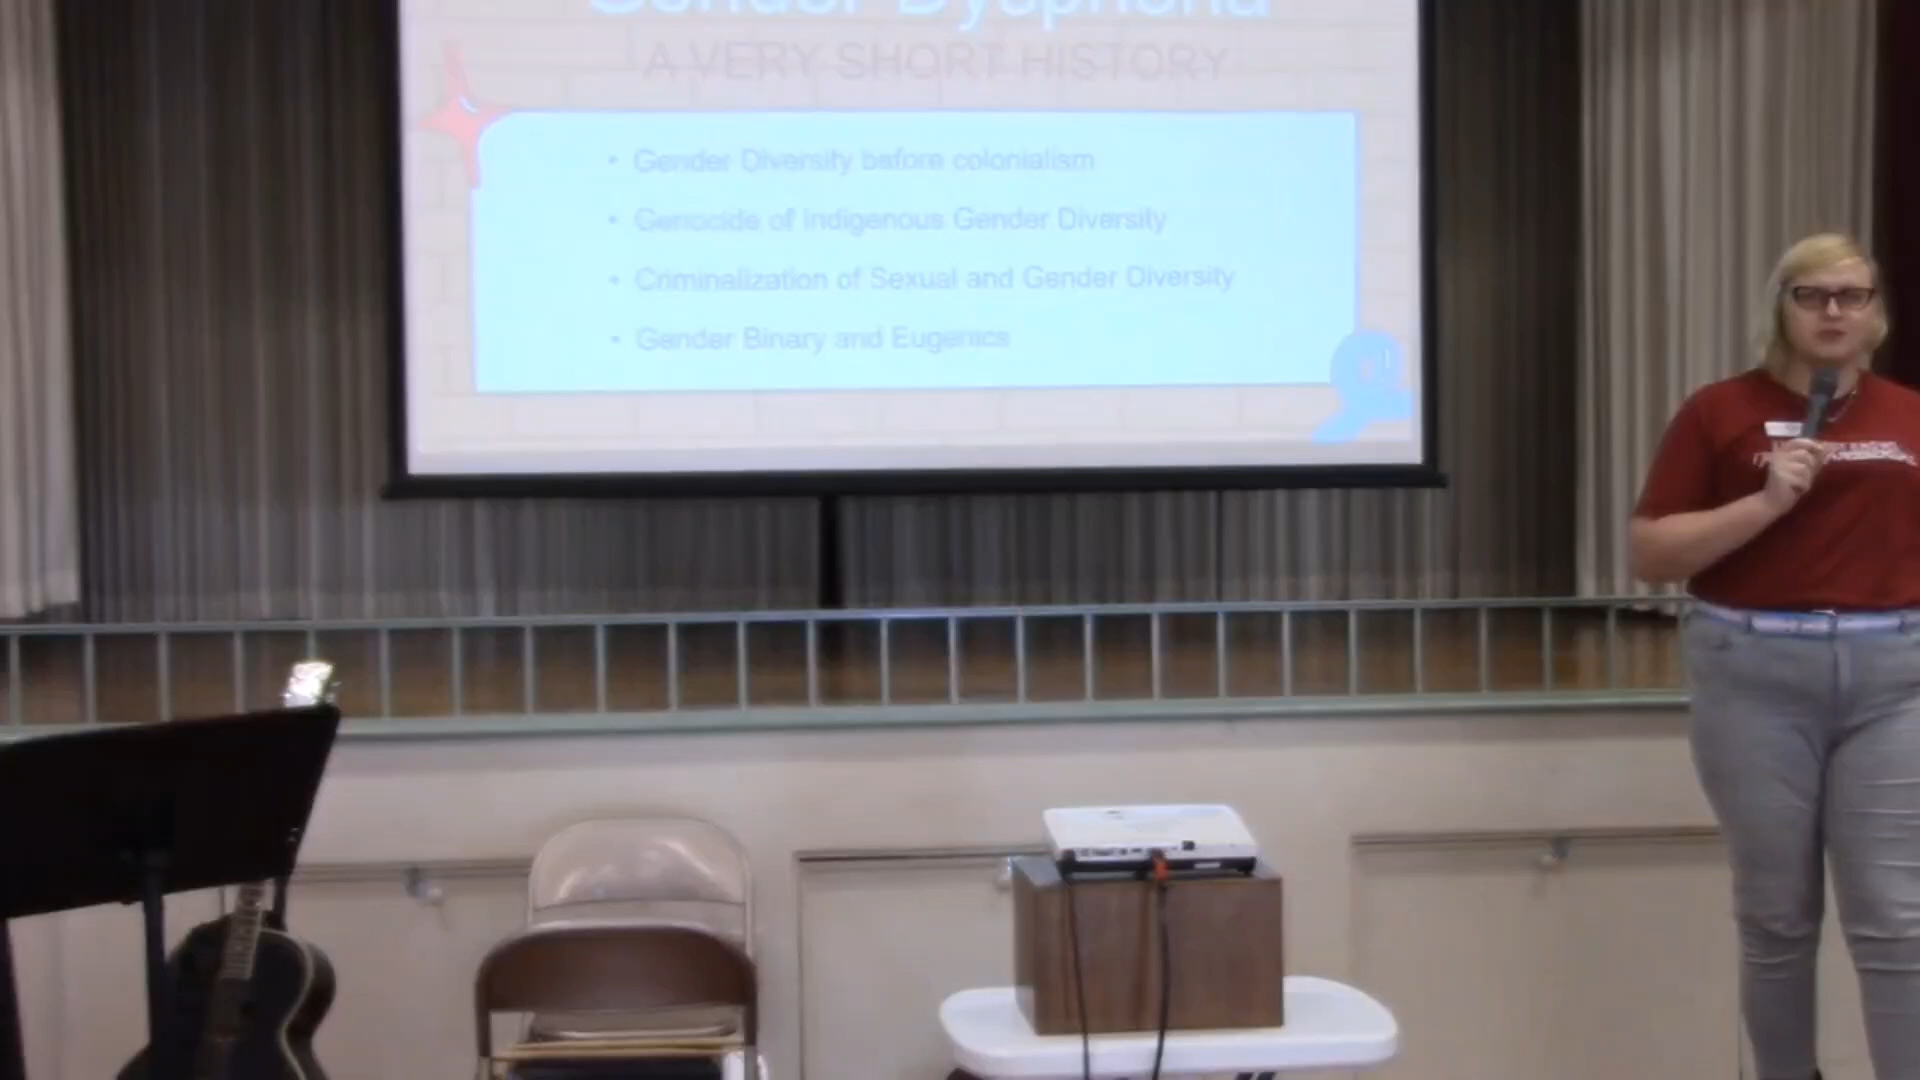 Gender Dysphoria
A VERY SHORT HISTORY
• Gender Diversity before colonialism
• Genocide of Indigenous Gender Diversity
• Criminalization of Sexual and Gender Diversity
• Gender Binary and Eugenics